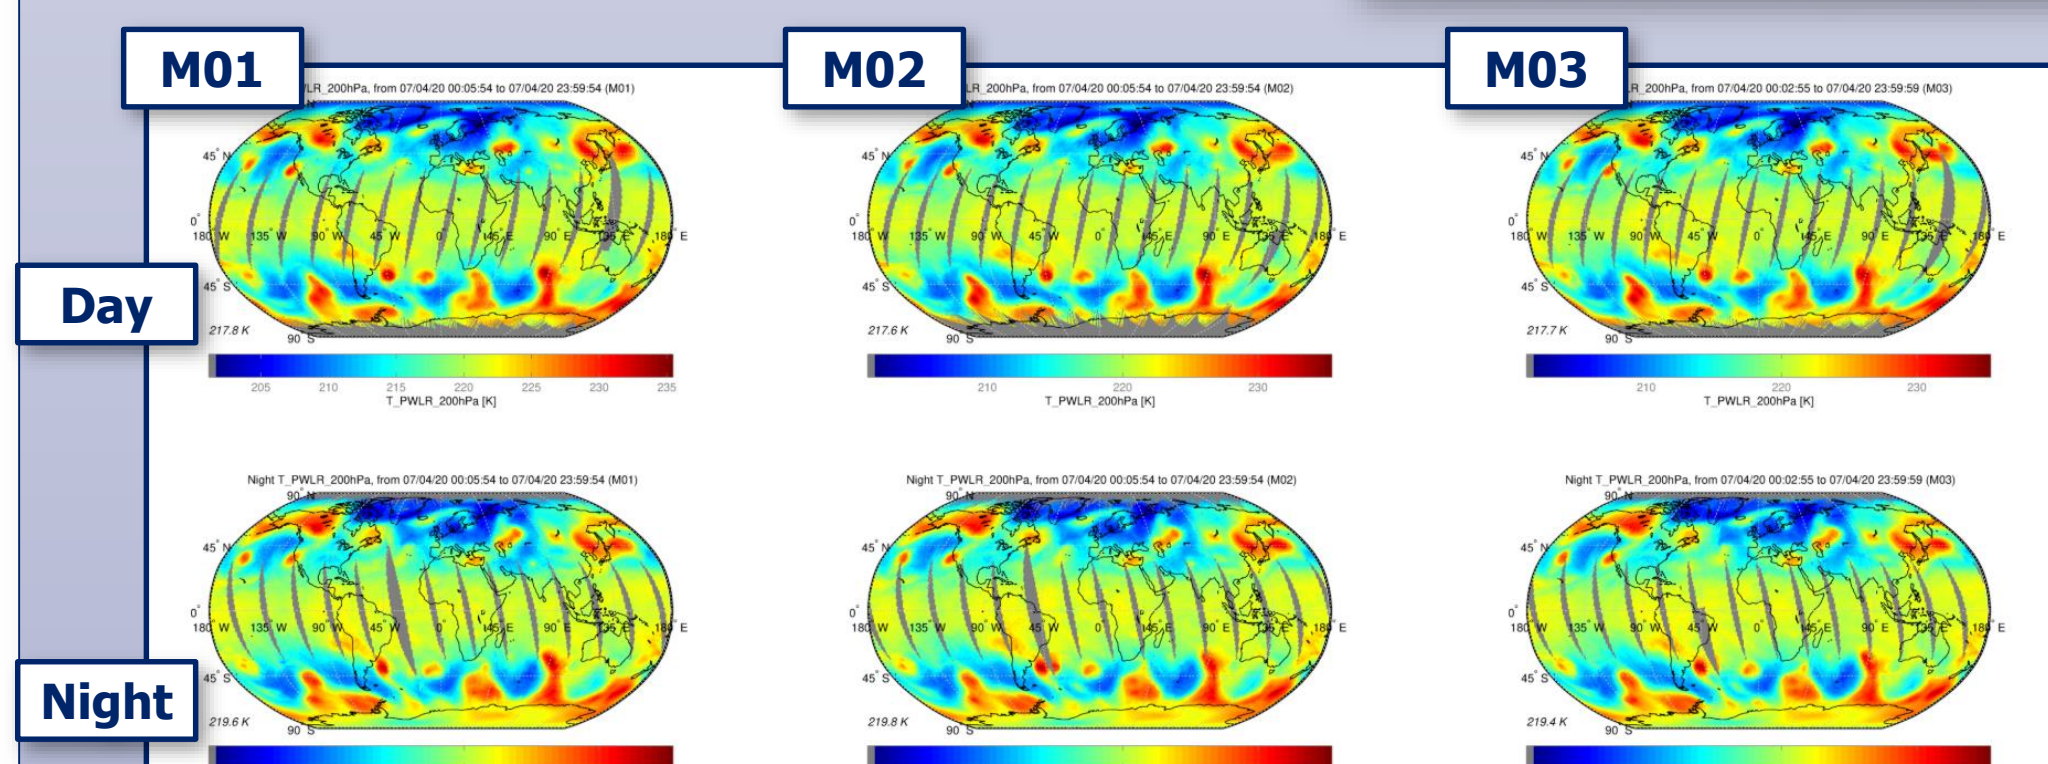 M01
M02
M03
LR_200hPa, from 07/04/20 00:05:54 to 07/04/20 23:59:54 (M01)
LR_200hPa, from 07/04/20 00:05:54 to 07/04/20 23:59:54 (M02)
R_200hPa, from 07/04/20 00:02:55 to 07/04/20 23:59:59 (M03)
45° N 45° N 45° N
0° 0° 0°
180° W 135° W 90° W 45° W 0° 45° E 90° E 135° E 180° E
180° W 135° W 90° W 45° W 0° 45° E 90° E 135° E 180° E
180° W 135° W 90° W 45° W 0° 45° E 90° E 135° E 180° E
Day
45° S 45° S 45° S
217.8 K 217.6 K 217.7 K
90° S 90° S 90° S
205 210 215 220 225 230 235
210 220 230
210 220 230
T_PWLR_200hPa [K] T_PWLR_200hPa [K] T_PWLR_200hPa [K]
Night T_PWLR_200hPa, from 07/04/20 00:05:54 to 07/04/20 23:59:54 (M01)
Night T_PWLR_200hPa, from 07/04/20 00:05:54 to 07/04/20 23:59:54 (M02)
Night T_PWLR_200hPa, from 07/04/20 00:02:55 to 07/04/20 23:59:59 (M03)
90° N 90° N 90° N
45° N 45° N 45° N
0° 0° 0°
180° W 135° W 90° W 45° W 0° 45° E 90° E 135° E 180° E
180° W 135° W 90° W 45° W 0° 45° E 90° E 135° E 180° E
180° W 135° W 90° W 45° W 0° 45° E 90° E 135° E 180° E
Night
45° S 45° S 45° S
219.6 K 219.8 K 219.4 K
90° S 90° S 90° S